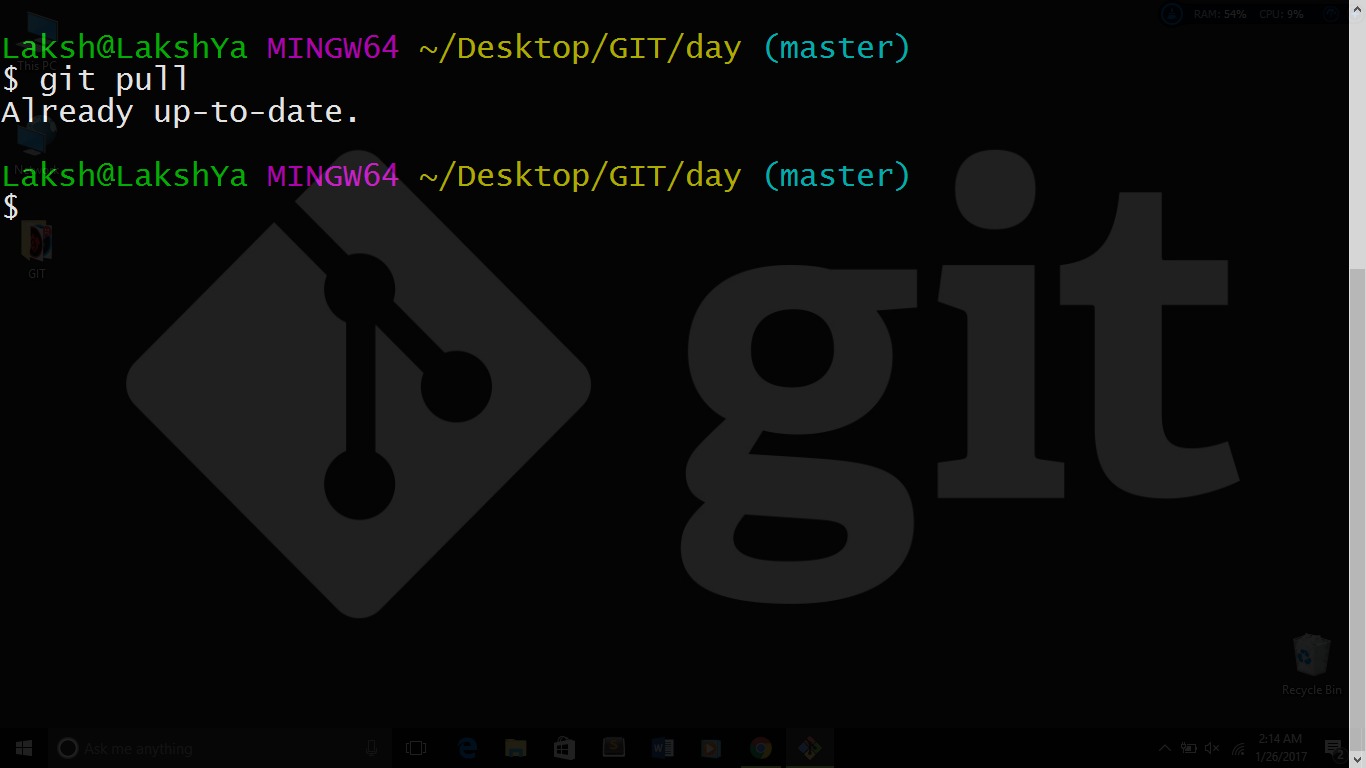 RAM: 54% CPU: 9%
Laksh@LakshYa MINGW64 ~/Desktop/GIT/day (master)
This PC
$ git pull
Already up-to-date.
Laksh@LakshYa MINGW64 ~/Desktop/GIT/day (master)
$
GIT
git
Recycle Bin
Ask me anything
2:14 AM
1/26/2017
2